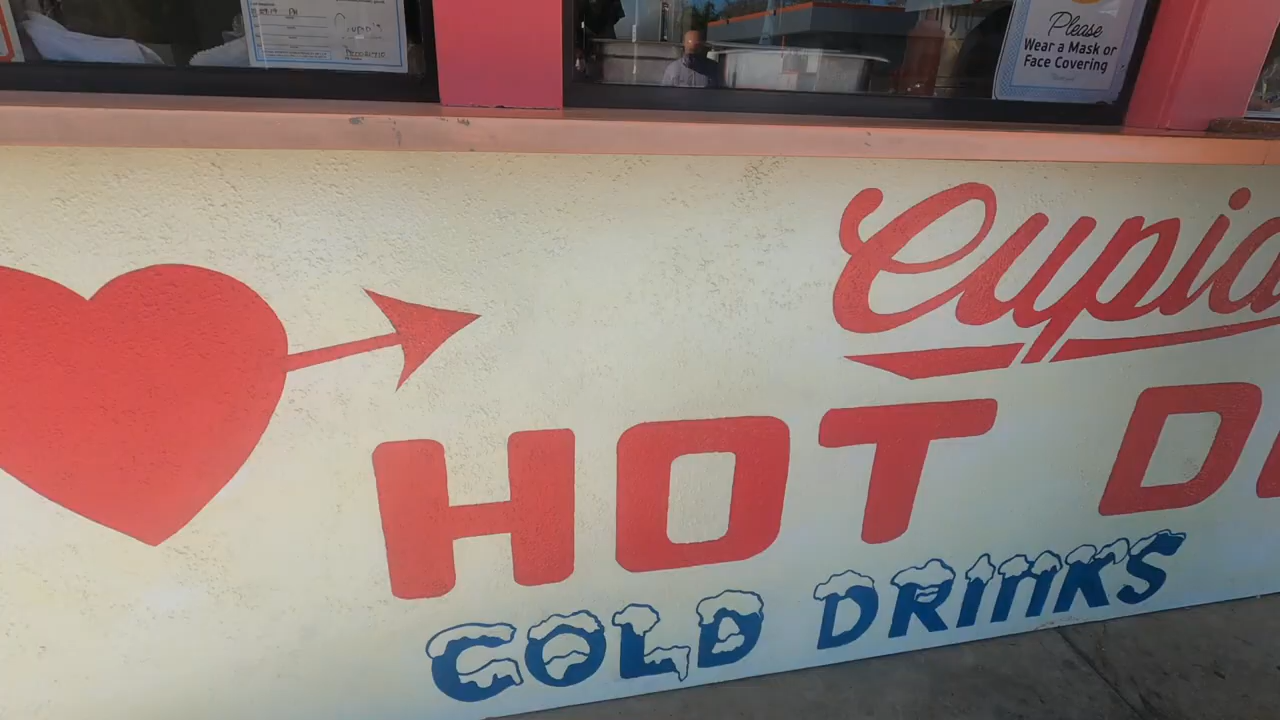 Please
Wear a Mask or
Face Covering
Cupid
HOT D
COLD DRINKS